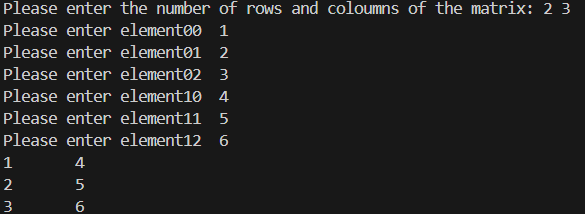 Please enter the number of rows and coloumns of the matrix: 2 3
Please enter element00  1
Please enter element01  2
Please enter element02  3
Please enter element10  4
Please enter element11  5
Please enter element12  6
1       4
2       5
3       6